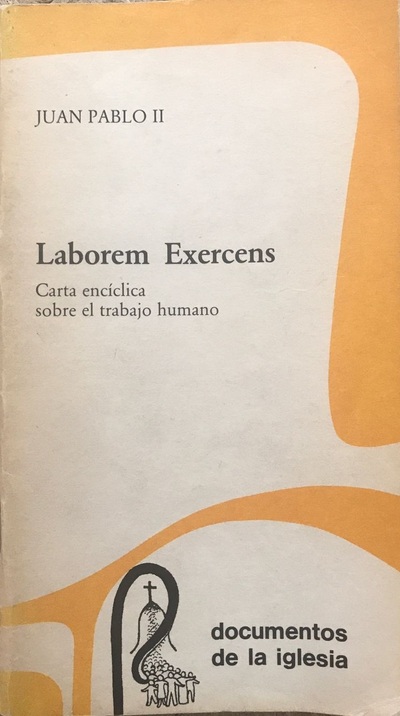 JUAN PABLO II
Laborem Exercens
Carta encíclica
sobre el trabajo humano
documentos
de la iglesia